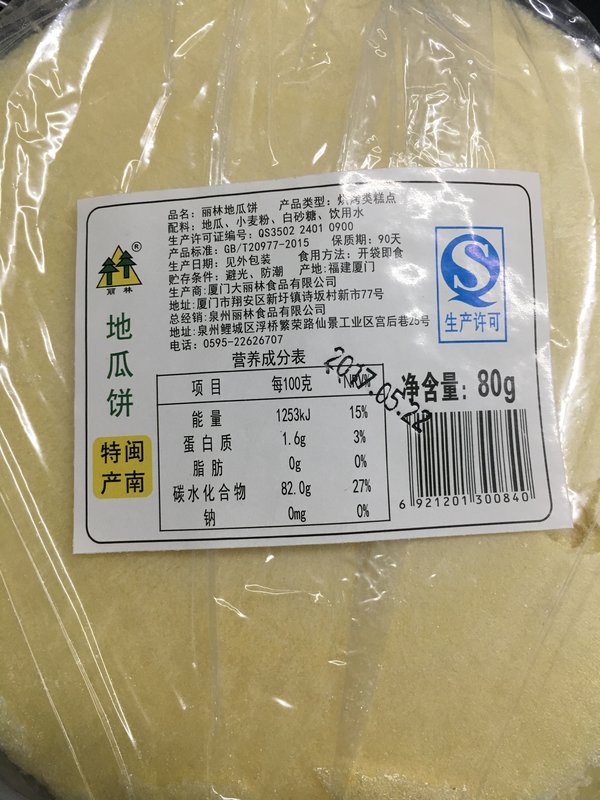 品名：丽林地瓜饼 产品类型：烘烤类糕点
配料：地瓜、小麦粉、白砂糖、饮用水
生产许可证编号：QS3502 2401 0900
产品标准：GB/T20977-2015 保质期：90天
生产日期：见外包装 食用方法：开袋即食
贮存条件：避光、防潮 产地：福建厦门
生产商：厦门大丽林食品有限公司
地址：厦门市翔安区新圩镇诗坂村新市77号
总经销：泉州丽林食品有限公司
地址：泉州鲤城区浮桥繁荣路仙景工业区宫后巷25号
电话：0595-22626707
®
丽林
地瓜饼
特闽
产南
生产许可
营养成分表
项目 每100克 NRV%
能量 1253kJ 15%
蛋白质 1.6g 3%
脂肪 0g 0%
碳水化合物 82.0g 27%
钠 0mg 0%
2017.05.22
净含量：80g
6 921201 300840